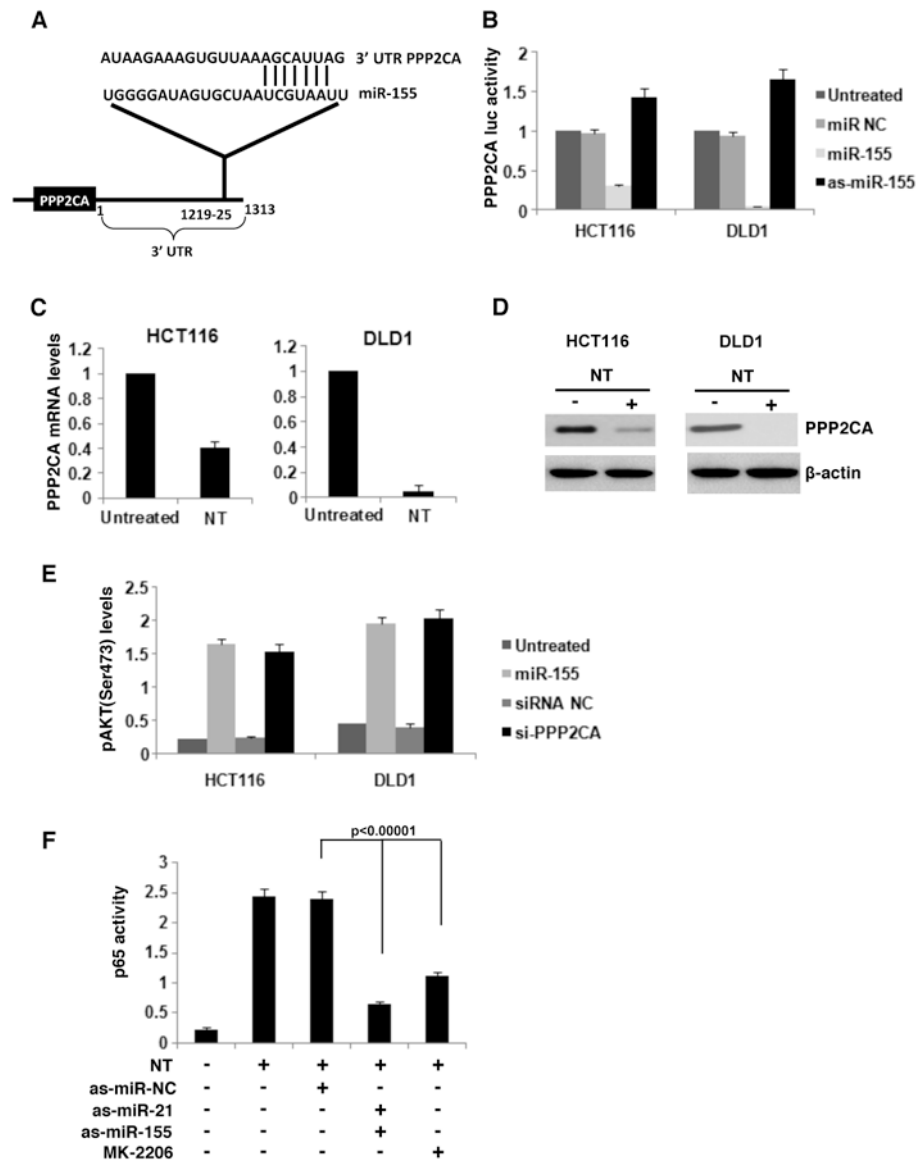 A
AUAAGAAAGUGUUAAAGCAUUAG 3’ UTR PPP2CA
UGGGGAUAGUGCUAAUCGUAAUU miR-155
PPP2CA
1 1219-25 1313
3’ UTR
B
PPP2CA luc activity
2
1.5
1
0.5
0
HCT116 DLD1
Untreated
miR NC
miR-155
as-miR-155
C
HCT116
PPP2CA mRNA levels
1.2
1
0.8
0.6
0.4
0.2
0
Untreated NT
DLD1
1.2
1
0.8
0.6
0.4
0.2
0
Untreated NT
D
HCT116 DLD1
NT NT
- + - +
PPP2CA
β-actin
E
pAKT(Ser473) levels
2.5
2
1.5
1
0.5
0
HCT116 DLD1
Untreated
miR-155
siRNA NC
si-PPP2CA
F
p<0.00001
p65 activity
3
2.5
2
1.5
1
0.5
0
NT - + + + +
as-miR-NC - - + - -
as-miR-21 - - - + -
as-miR-155 - - - + -
MK-2206 - - - - +